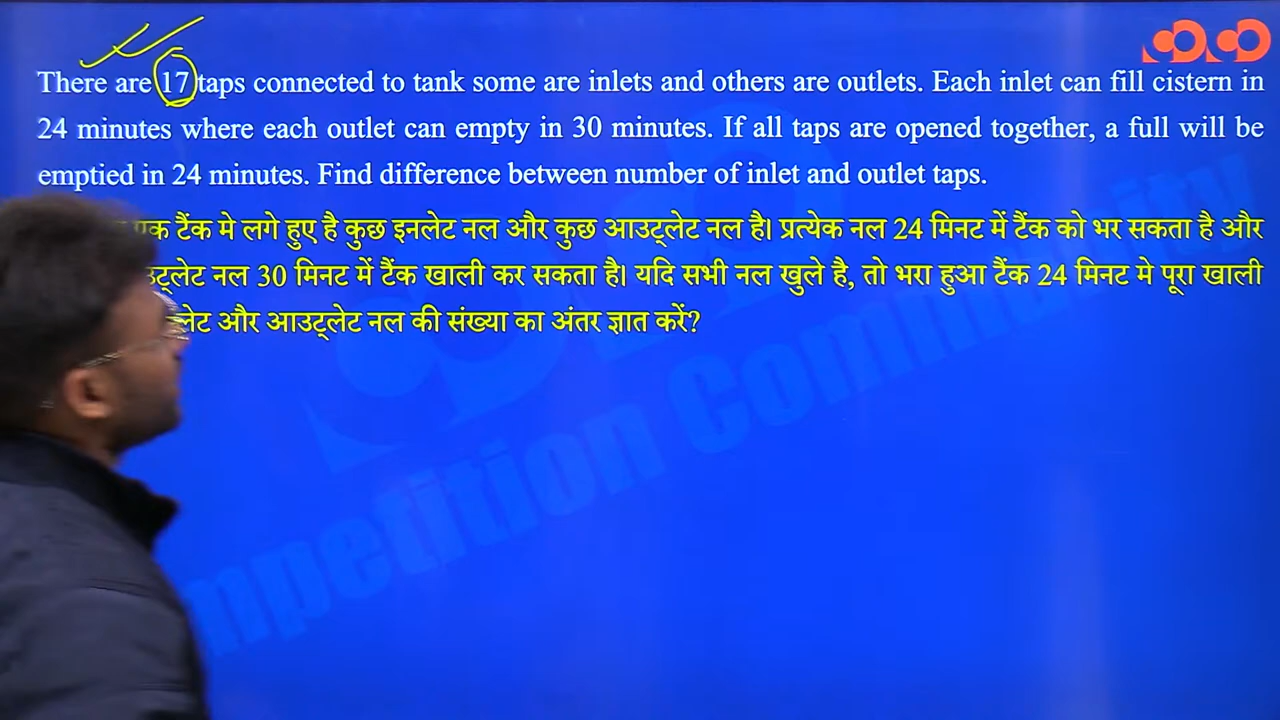 There are 17 taps connected to tank some are inlets and others are outlets. Each inlet can fill cistern in
24 minutes where each outlet can empty in 30 minutes. If all taps are opened together, a full will be
emptied in 24 minutes. Find difference between number of inlet and outlet taps.
एक टैंक मे लगे हुए है कुछ इनलेट नल और कुछ आउट्लेट नल है। प्रत्येक नल 24 मिनट में टैंक को भर सकता है और
नल 30 मिनट में टैंक खाली कर सकता है। यदि सभी नल खुले है, तो भरा हुआ टैंक 24 मिनट मे पूरा खाली
और आउट्लेट नल की संख्या का अंतर ज्ञात करें?
Competition Community